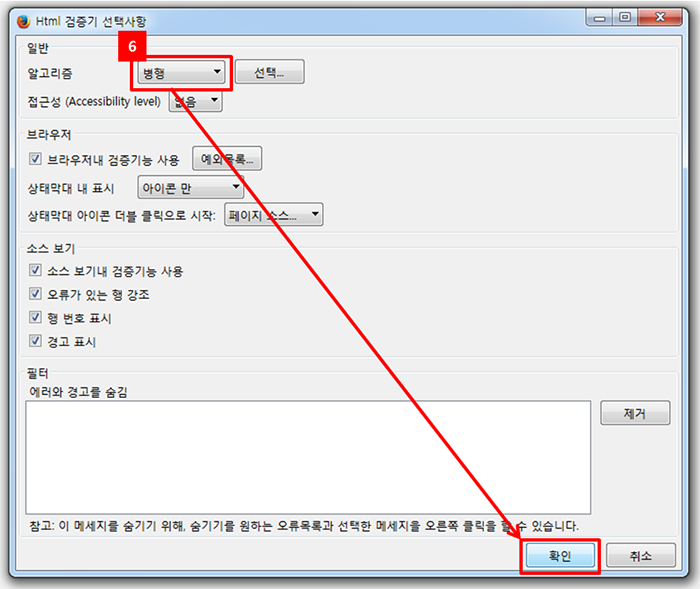 Html 검증기 선택사항
6
일반
알고리즘 병행 선택...
접근성 (Accessibility level) 없음
브라우저
브라우저내 검증기능 사용 예외목록...
상태막대 내 표시 아이콘 만
상태막대 아이콘 더블 클릭으로 시작: 페이지 소스...
소스 보기
소스 보기내 검증기능 사용
오류가 있는 행 강조
행 번호 표시
경고 표시
필터
에러와 경고를 숨김
제거
참고: 이 메세지를 숨기기 위해, 숨기기를 원하는 오류목록과 선택한 메세지을 오른쪽 클릭을 할 수 있습니다.
확인 취소